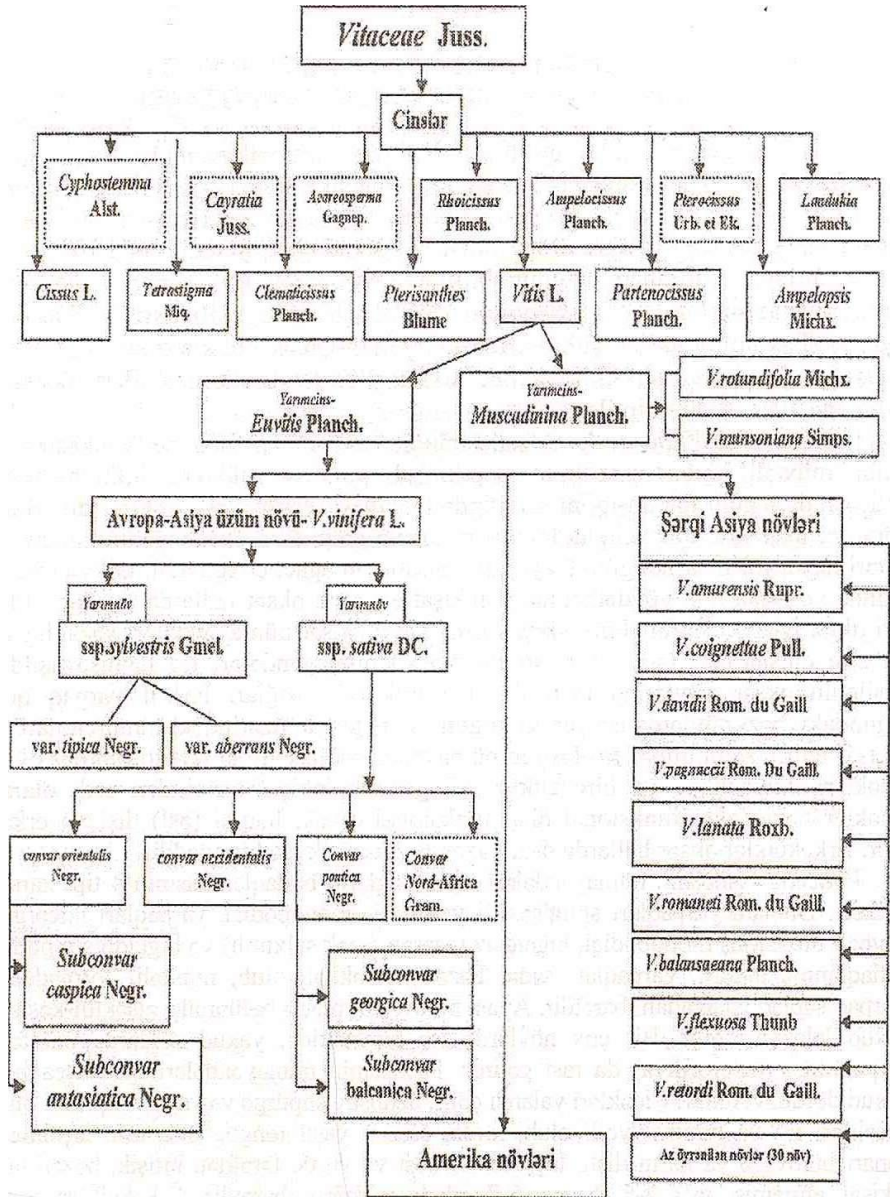 Vitaceae Juss.
Cinslər
Cyphostemma
Alst.
Cayratia
Juss.
Acareosperma
Gagnep.
Rhoicissus
Planch.
Ampelocissus
Planch.
Pterocissus
Urb. et Ek.
Landukia
Planch.
Cissus L.
Tetrastigma
Miq.
Clematicissus
Planch.
Pterisanthes
Blume
Vitis L.
Partenocissus
Planch.
Ampelopsis
Michx.
Yarımcins-
Euvitis Planch.
Yarımcins-
Muscadinina Planch.
V.rotundifolia Michx.
V.munsoniana Simps.
Avropa-Asiya üzüm növü- V.vinifera L.
Şərqi Asiya növləri
Yarımnöv
ssp.sylvestris Gmel.
Yarımnöv
ssp. sativa DC.
var. tipica Negr.
var. aberrans Negr.
V.amurensis Rupr.
V.coignettae Pull.
V.davidii Rom. du Gaill.
V.pagnuccii Rom. Du Gaill.
V.lanata Roxb.
V.romaneti Rom. du Gaill.
V.balansaeana Planch.
V.flexuosa Thunb
V.retordi Rom. du Gaill.
Az öyrənilən növlər (30 növ)
convar orientalis
Negr.
convar occidentalis
Negr.
Convar
pontica
Negr.
Convar
Nord-Africa
Gram.
Subconvar
caspica Negr.
Subconvar
antasiatica Negr.
Subconvar
georgica Negr.
Subconvar
balcanica Negr.
Amerika növləri